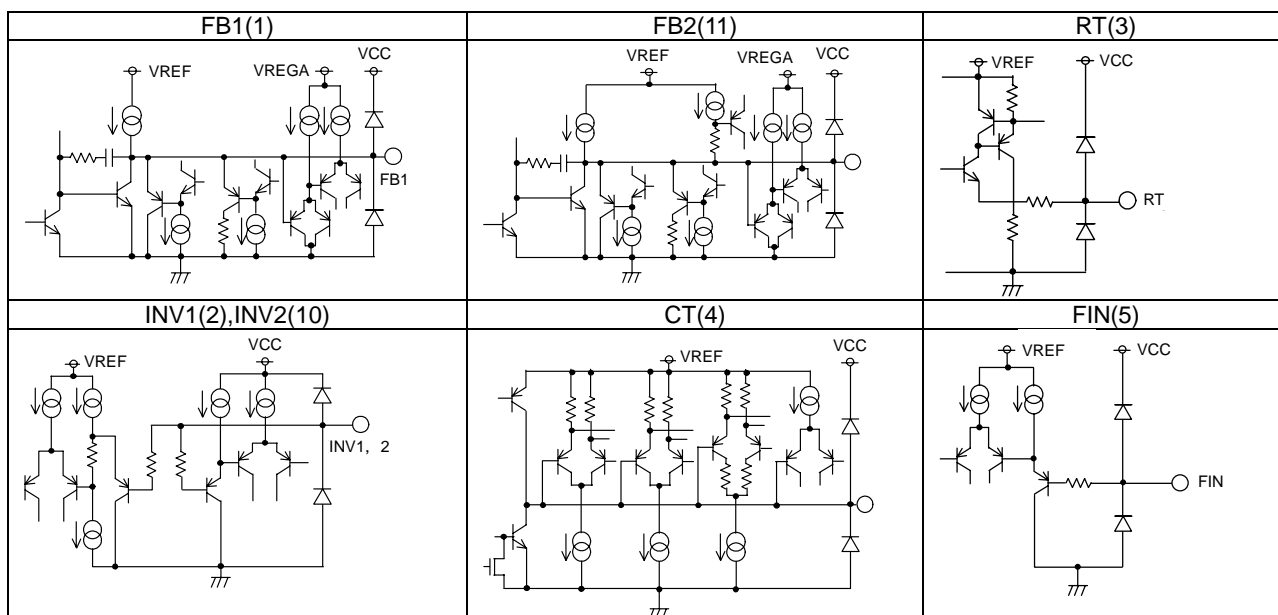 FB1(1)
VREF
VREGA
VCC
FB1
FB2(11)
VREF
VREGA
VCC
RT(3)
VREF
VCC
RT
INV1(2),INV2(10)
VREF
VCC
INV1, 2
CT(4)
VREF
VCC
FIN(5)
VREF
VCC
FIN